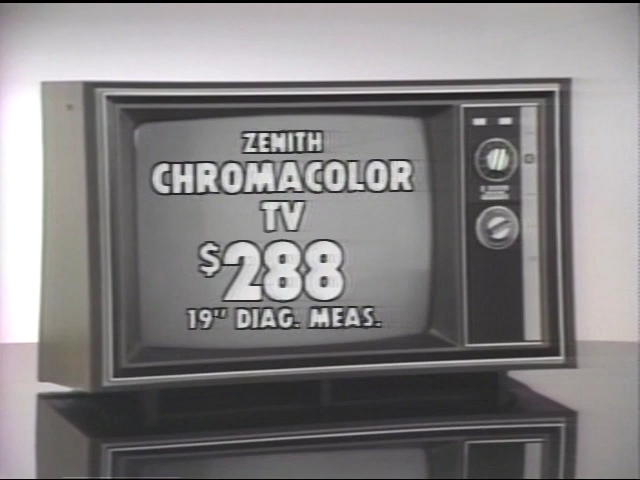 ZENITH
CHROMACOLOR
TV
$288
19" DIAG. MEAS.